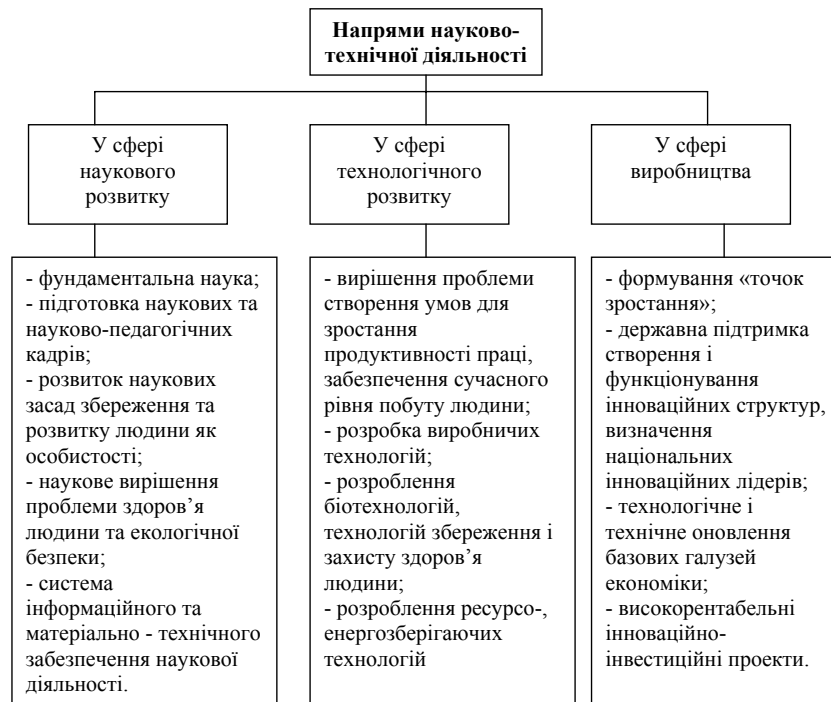 Напрями науково-
технічної діяльності
У сфері
наукового
розвитку
У сфері
технологічного
розвитку
У сфері
виробництва
- фундаментальна наука;
- підготовка наукових та
науково-педагогічних
кадрів;
- розвиток наукових
засад збереження та
розвитку людини як
особистості;
- наукове вирішення
проблеми здоров’я
людини та екологічної
безпеки;
- система
інформаційного та
матеріально - технічного
забезпечення наукової
діяльності.
- вирішення проблеми
створення умов для
зростання
продуктивності праці,
забезпечення сучасного
рівня побуту людини;
- розробка виробничих
технологій;
- розроблення
біотехнологій,
технологій збереження і
захисту здоров’я
людини;
- розроблення ресурсо-,
енергозберігаючих
технологій
- формування «точок
зростання»;
- державна підтримка
створення і
функціонування
інноваційних структур,
визначення
національних
інноваційних лідерів;
- технологічне і
технічне оновлення
базових галузей
економіки;
- високорентабельні
інноваційно-
інвестиційні проекти.